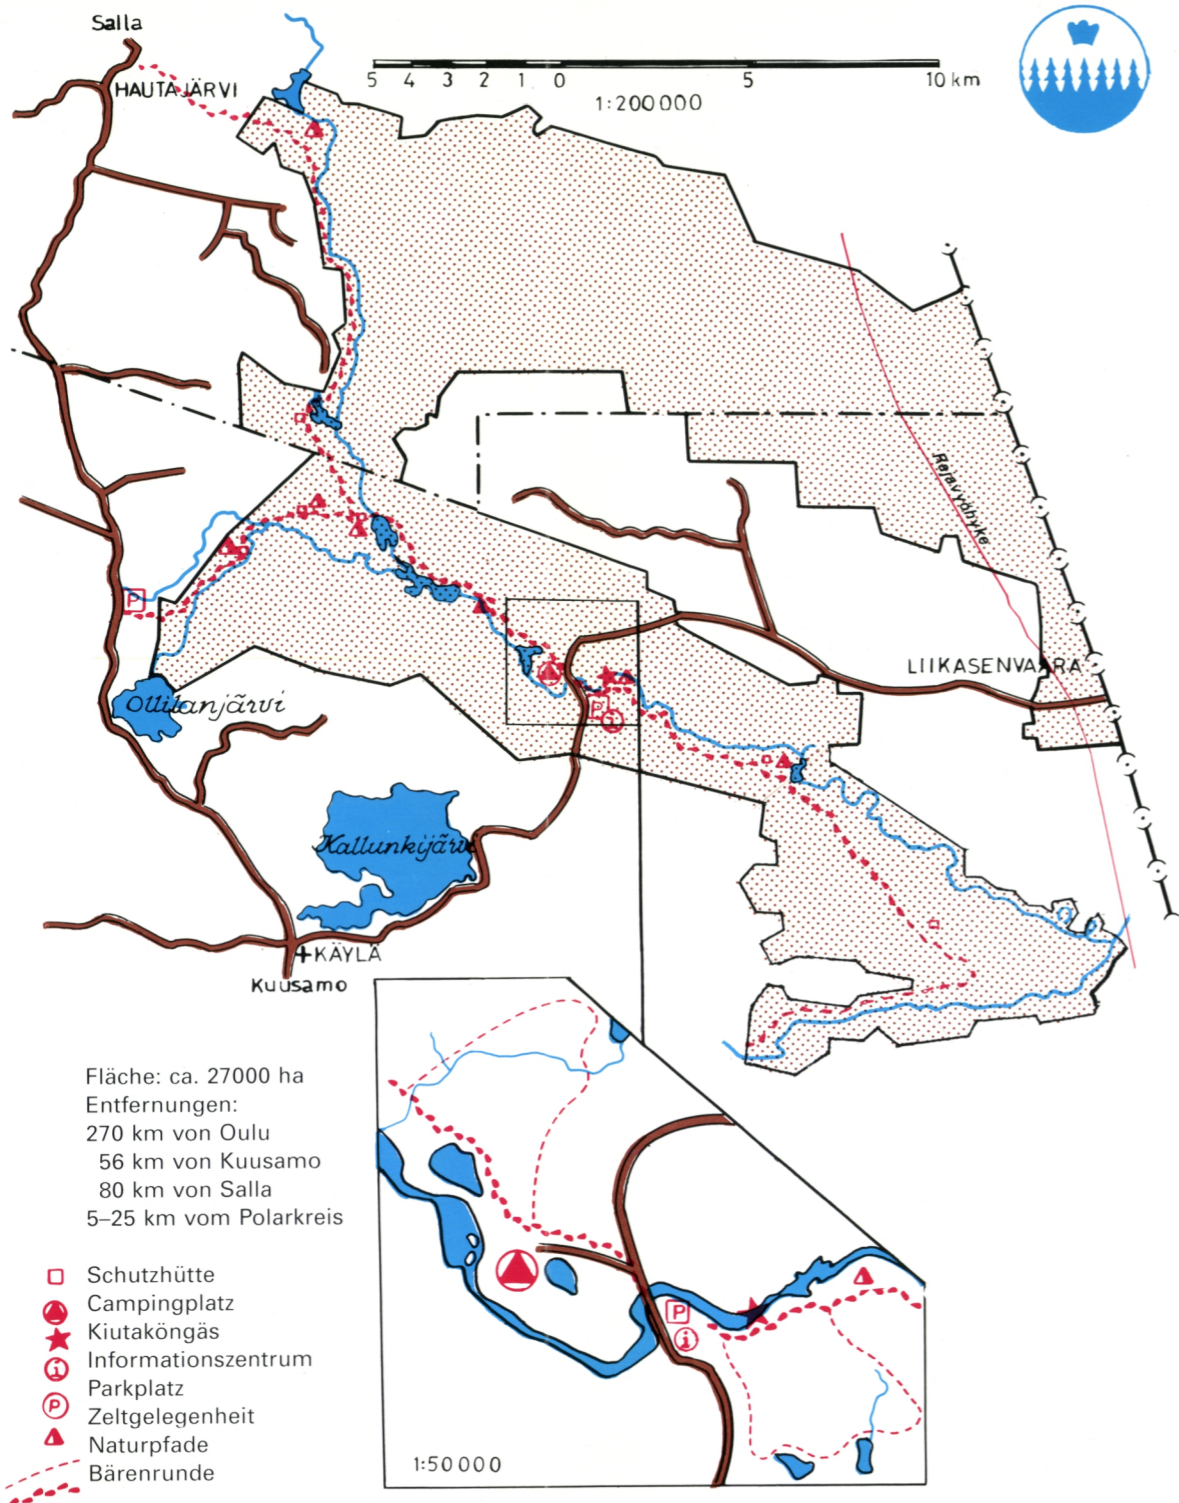 Salla
HAUTAJÄRVI
5 4 3 2 1 0 5 10 km
1:200000
Rajavyöhyke
LIIKASENVAARA
Ollilanjärvi
Kallunkijärvi
KÄYLÄ
Kuusamo
P
i
P
i
1:50000
Fläche: ca. 27000 ha
Entfernungen:
270 km von Oulu
56 km von Kuusamo
80 km von Salla
5–25 km vom Polarkreis
Schutzhütte
Campingplatz
Kiutaköngäs
i Informationszentrum
Parkplatz
P Zeltgelegenheit
Naturpfade
Bärenrunde